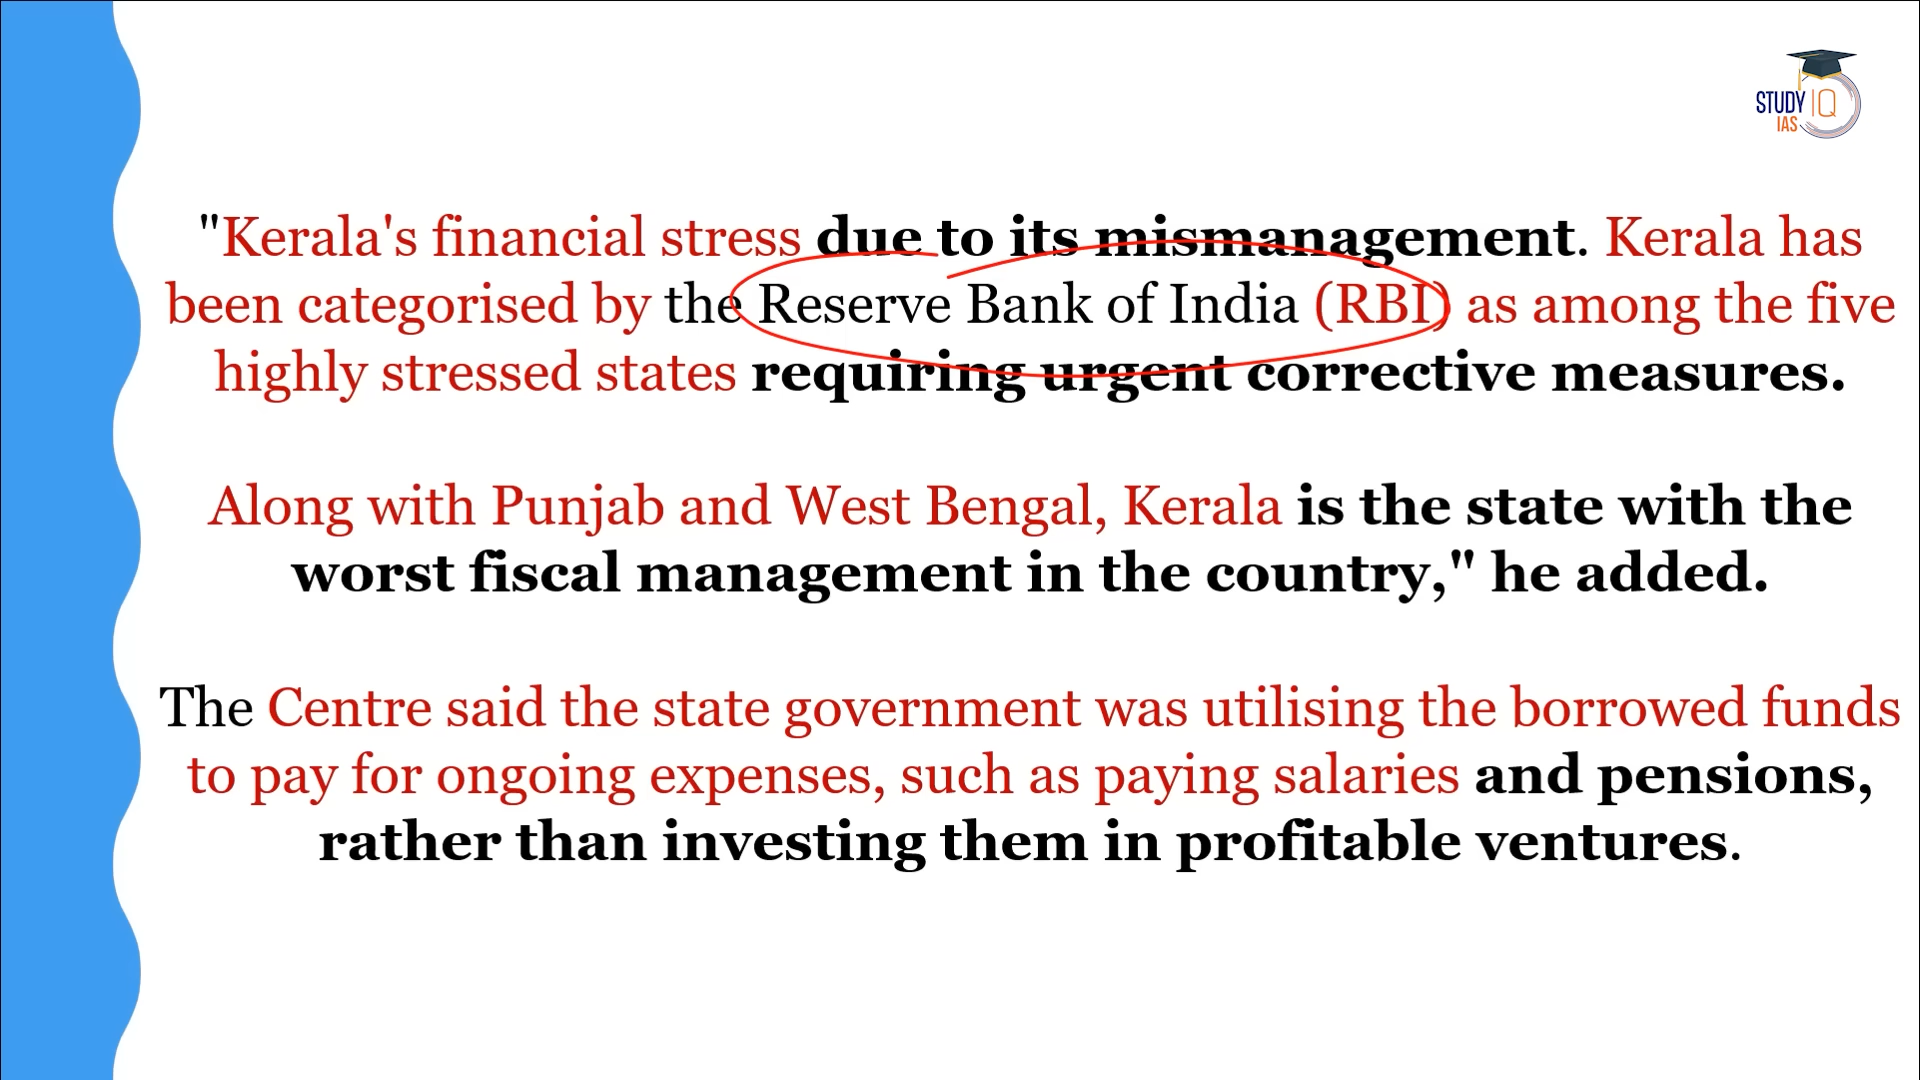 STUDY IQ
IAS
"Kerala's financial stress due to its mismanagement. Kerala has
been categorised by the Reserve Bank of India (RBI) as among the five
highly stressed states requiring urgent corrective measures.
Along with Punjab and West Bengal, Kerala is the state with the
worst fiscal management in the country," he added.
The Centre said the state government was utilising the borrowed funds
to pay for ongoing expenses, such as paying salaries and pensions,
rather than investing them in profitable ventures.